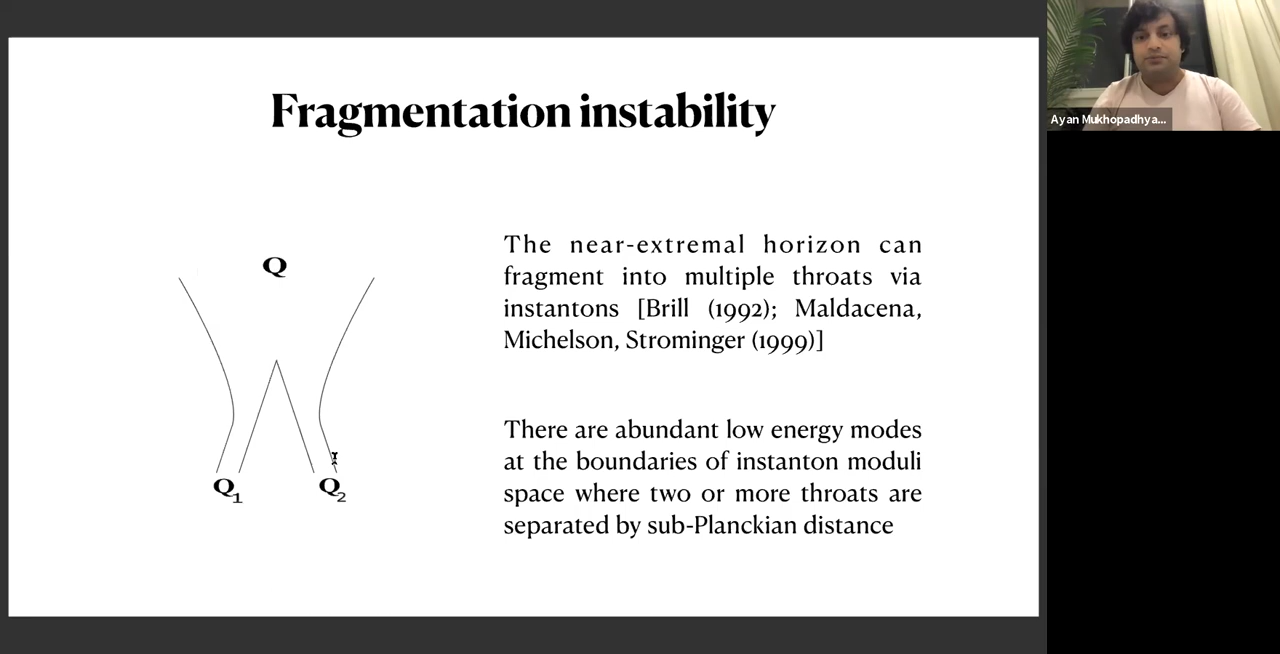 Fragmentation instability
Q
Q1
Q2
The near-extremal horizon can
fragment into multiple throats via
instantons [Brill (1992); Maldacena,
Michelson, Strominger (1999)]
There are abundant low energy modes
at the boundaries of instanton moduli
space where two or more throats are
separated by sub-Planckian distance
Ayan Mukhopadhya...